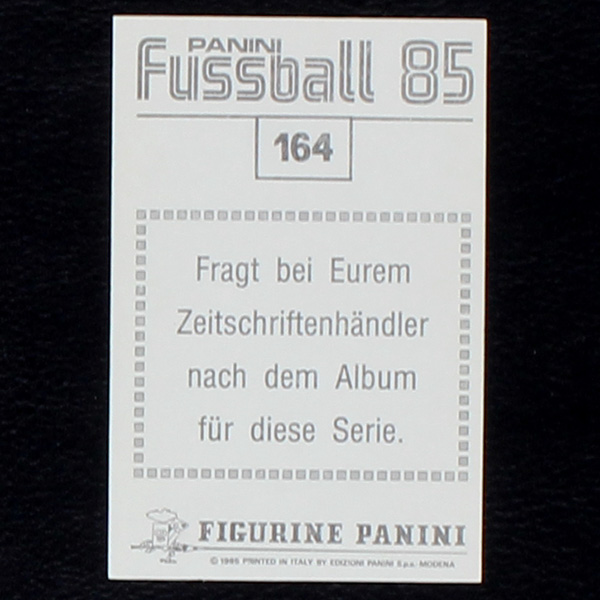 PANINI
Fussball 85
164
Fragt bei Eurem
Zeitschriftenhändler
nach dem Album
für diese Serie.
FIGURINE PANINI
© 1985 PRINTED IN ITALY BY EDIZIONI PANINI S.p.A. MODENA